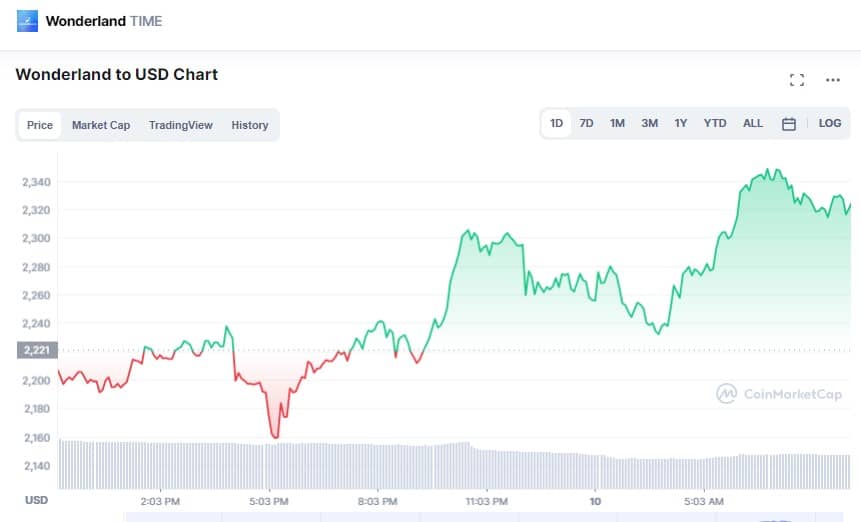 Wonderland TIME
Wonderland to USD Chart
Price Market Cap TradingView History
1D 7D 1M 3M 1Y YTD ALL LOG
2,340
2,320
2,300
2,280
2,260
2,240
2,221
2,200
2,180
2,160
2,140
CoinMarketCap
USD 2:03 PM 5:03 PM 8:03 PM 11:03 PM 10 5:03 AM